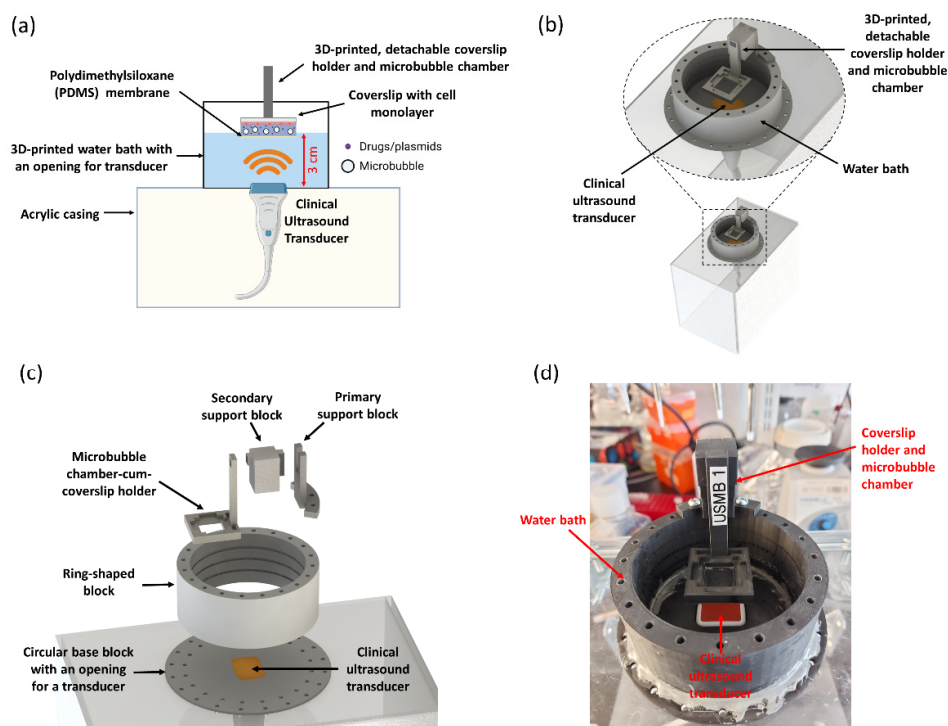 (a)
3D-printed, detachable coverslip
holder and microbubble chamber
Polydimethylsiloxane
(PDMS) membrane
Coverslip with cell
monolayer
3D-printed water bath with
an opening for transducer
3 cm
Drugs/plasmids
Microbubble
Acrylic casing
Clinical
Ultrasound
Transducer
(b)
3D-printed,
detachable
coverslip holder
and microbubble
chamber
Water bath
Clinical
ultrasound
transducer
(c)
Secondary
support block
Primary
support block
Microbubble
chamber-cum-
coverslip holder
Ring-shaped
block
Circular base block
with an opening
for a transducer
Clinical
ultrasound
transducer
(d)
Coverslip
holder and
microbubble
chamber
USMB 1
Water bath
Clinical
ultrasound
transducer